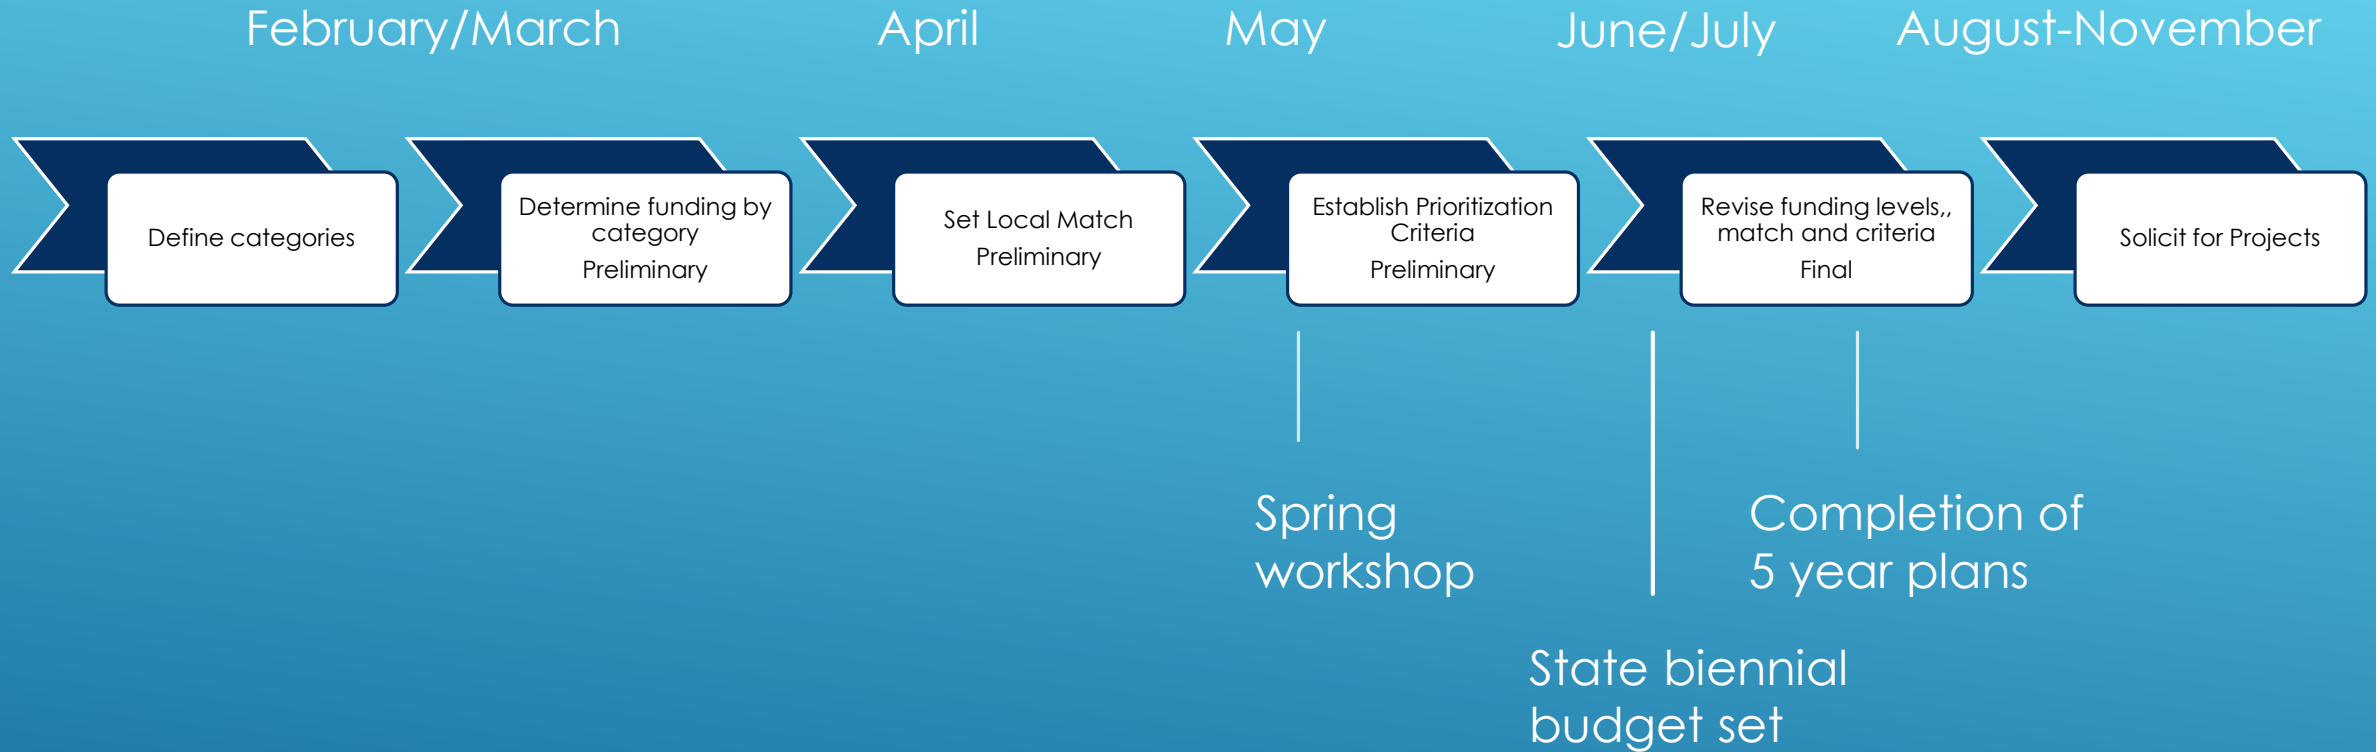 February/March
April
May
June/July
August-November
Define categories
Determine funding by
category
Preliminary
Set Local Match
Preliminary
Establish Prioritization
Criteria
Preliminary
Revise funding levels,,
match and criteria
Final
Solicit for Projects
Spring
workshop
State biennial
budget set
Completion of
5 year plans